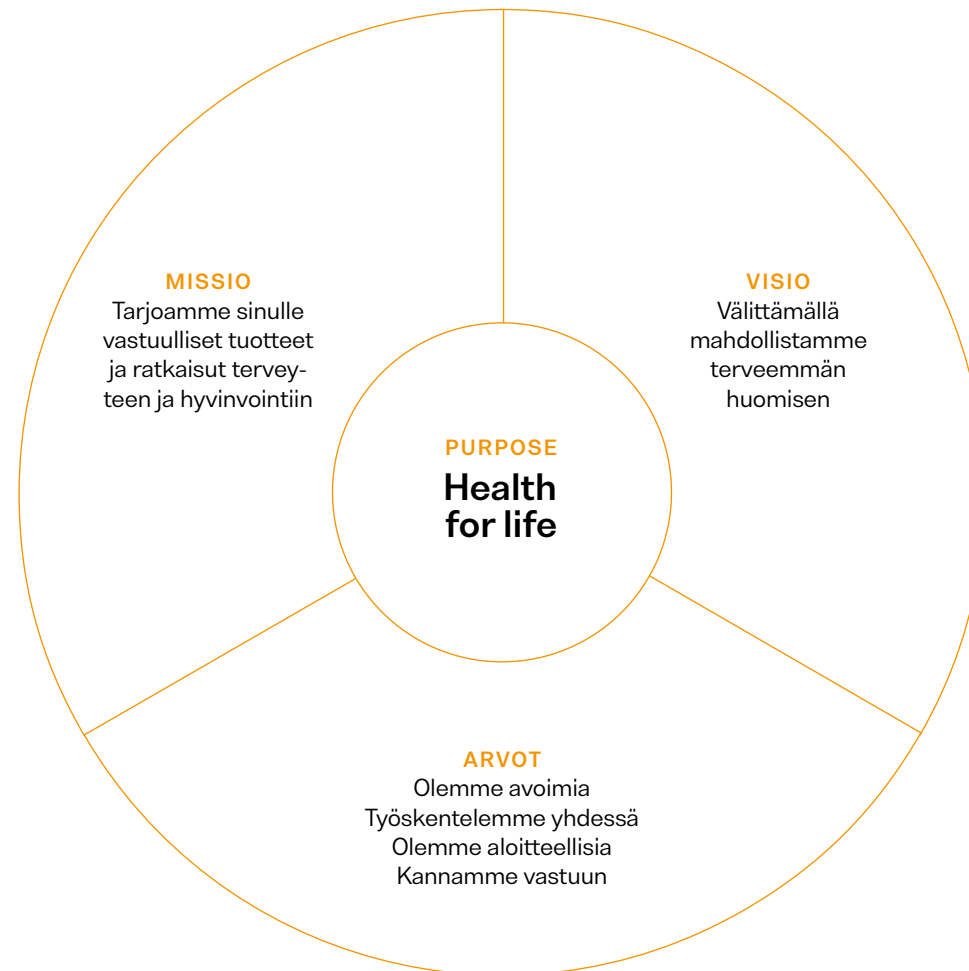 MISSIO
Tarjoamme sinulle
vastuulliset tuotteet
ja ratkaisut tervey-
teen ja hyvinvointiin
VISIO
Välittämällä
mahdollistamme
terveemmän
huomisen
PURPOSE
Health
for life
ARVOT
Olemme avoimia
Työskentelemme yhdessä
Olemme aloitteellisia
Kannamme vastuun